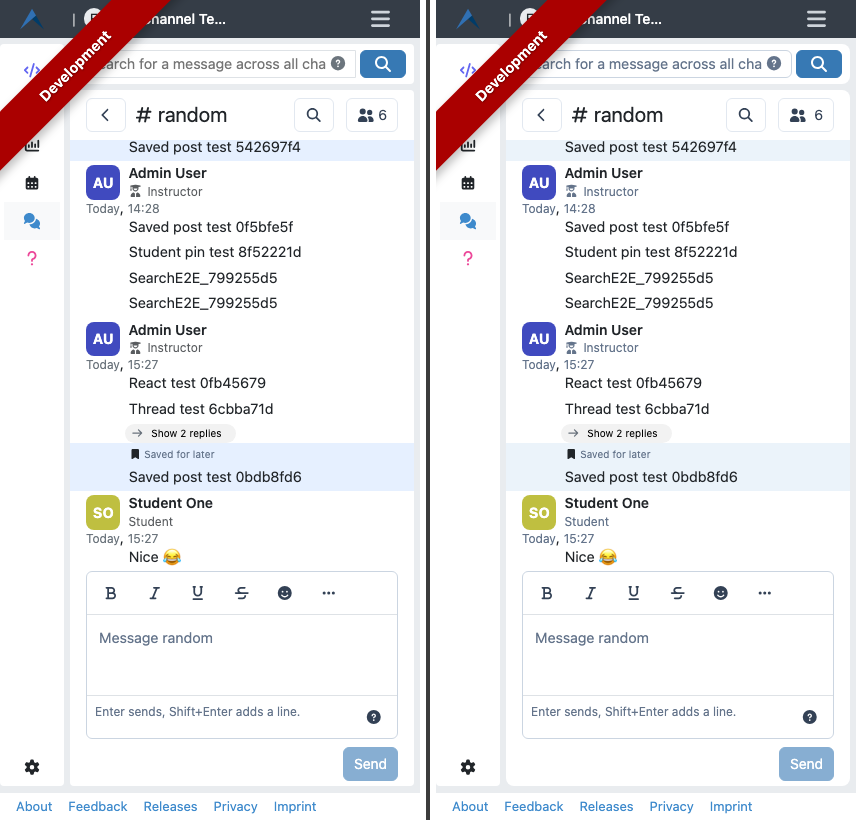 | hannel Te...
Development
earch for a message across all cha ?
# random
6
Saved post test 542697f4
AU Admin User
Instructor
Today, 14:28
Saved post test 0f5bfe5f
Student pin test 8f52221d
SearchE2E_799255d5
SearchE2E_799255d5
AU Admin User
Instructor
Today, 15:27
React test 0fb45679
Thread test 6cbba71d
→ Show 2 replies
Saved for later
Saved post test 0bdb8fd6
SO Student One
Student
Today, 15:27
Nice 😂
B I U S ...
Message random
Enter sends, Shift+Enter adds a line. ?
Send
?
About Feedback Releases Privacy Imprint
| hannel Te...
Development
earch for a message across all cha ?
# random
6
Saved post test 542697f4
AU Admin User
Instructor
Today, 14:28
Saved post test 0f5bfe5f
Student pin test 8f52221d
SearchE2E_799255d5
SearchE2E_799255d5
AU Admin User
Instructor
Today, 15:27
React test 0fb45679
Thread test 6cbba71d
→ Show 2 replies
Saved for later
Saved post test 0bdb8fd6
SO Student One
Student
Today, 15:27
Nice 😂
B I U S ...
Message random
Enter sends, Shift+Enter adds a line. ?
Send
?
About Feedback Releases Privacy Imprint